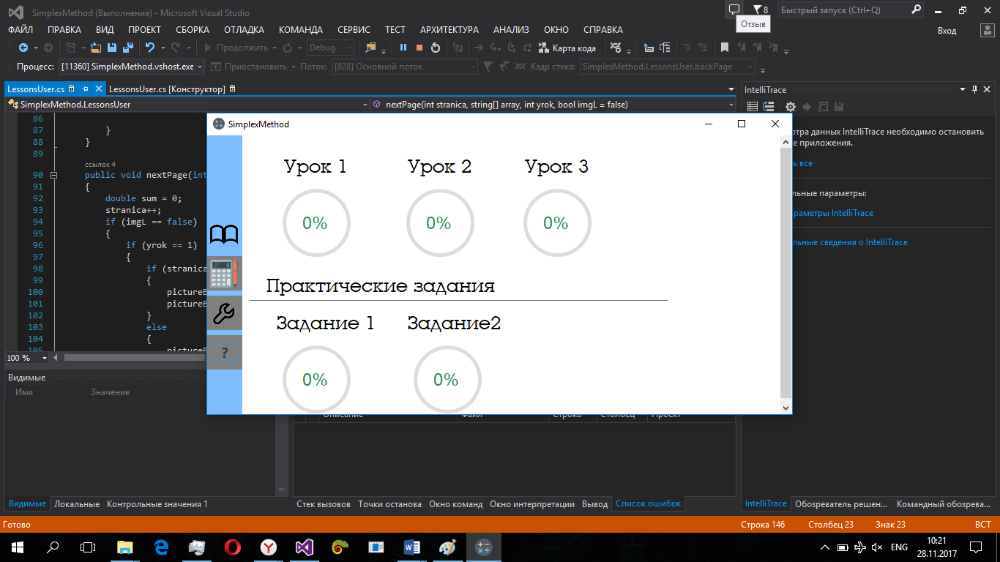 SimplexMethod (Выполнение) - Microsoft Visual Studio
8
Быстрый запуск (Ctrl+Q)
ФАЙЛ ПРАВКА ВИД ПРОЕКТ СБОРКА ОТЛАДКА КОМАНДА СЕРВИС ТЕСТ АРХИТЕКТУРА АНАЛИЗ ОКНО СПРАВКА
Отзыв
Вход
Продолжить Debug Карта кода
Процесс: [11360] SimplexMethod.vshost.exe Приостановить Поток: [828] Основной поток Кадр стека: SimplexMethod.LessonsUser.backPage
LessonsUser.cs LessonsUser.cs [Конструктор]
SimplexMethod.LessonsUser nextPage(int stranica, string[] array, int yrok, bool imgL = false)
86
87 }
88 }
89
ссылок 4
90 public void nextPage(int
91 {
92 double sum = 0;
93 stranica++;
94 if (imgL == false)
95 {
96 if (yrok == 1)
97 {
98 if (stranica
99 {
100 pictureB
101 pictureB
102 }
103 else
104 {
105 pictureB
100 %
SimplexMethod
Урок 1 Урок 2 Урок 3
0% 0% 0%
Практические задания
Задание 1 Задание2
0% 0%
?
IntelliTrace
отра данных IntelliTrace необходимо остановить
е приложения.
ь все
льные параметры:
араметры IntelliTrace
льные сведения о IntelliTrace
Видимые
Имя Значение
Описание Файл Строка Столбец Проект
Видимые Локальные Контрольные значения 1
Стек вызовов Точки останова Окно команд Окно интерпретации Вывод Список ошибок
IntelliTrace Обозреватель решен... Командный обозрева...
Готово Строка 146 Столбец 23 Знак 23 ВСТ
ENG
10:21
28.11.2017